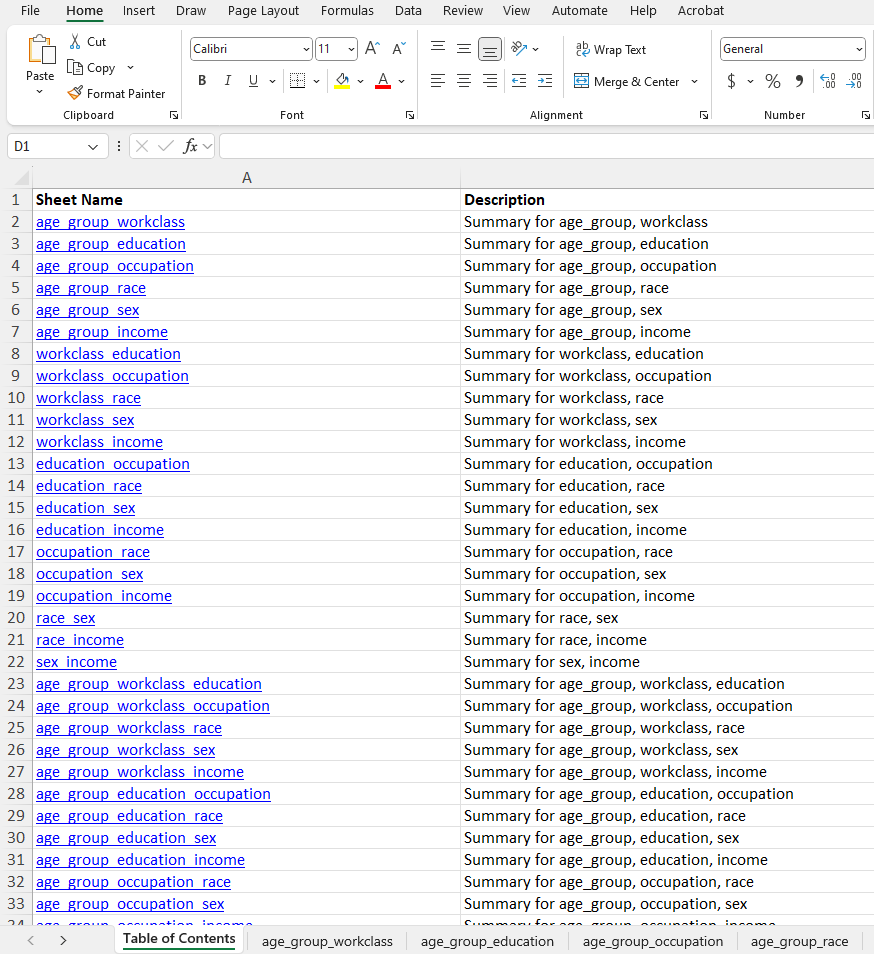 File Home Insert Draw Page Layout Formulas Data Review View Automate Help Acrobat
Paste
Cut
Copy
Format Painter
Clipboard
Calibri 11 A A
B I U A
Font
Wrap Text
Merge & Center
Alignment
General
$ % 9 .00 .00
Number
D1 fx
A
1 Sheet Name Description
2 age_group_workclass Summary for age_group, workclass
3 age_group_education Summary for age_group, education
4 age_group_occupation Summary for age_group, occupation
5 age_group_race Summary for age_group, race
6 age_group_sex Summary for age_group, sex
7 age_group_income Summary for age_group, income
8 workclass_education Summary for workclass, education
9 workclass_occupation Summary for workclass, occupation
10 workclass_race Summary for workclass, race
11 workclass_sex Summary for workclass, sex
12 workclass_income Summary for workclass, income
13 education_occupation Summary for education, occupation
14 education_race Summary for education, race
15 education_sex Summary for education, sex
16 education_income Summary for education, income
17 occupation_race Summary for occupation, race
18 occupation_sex Summary for occupation, sex
19 occupation_income Summary for occupation, income
20 race_sex Summary for race, sex
21 race_income Summary for race, income
22 sex_income Summary for sex, income
23 age_group_workclass_education Summary for age_group, workclass, education
24 age_group_workclass_occupation Summary for age_group, workclass, occupation
25 age_group_workclass_race Summary for age_group, workclass, race
26 age_group_workclass_sex Summary for age_group, workclass, sex
27 age_group_workclass_income Summary for age_group, workclass, income
28 age_group_education_occupation Summary for age_group, education, occupation
29 age_group_education_race Summary for age_group, education, race
30 age_group_education_sex Summary for age_group, education, sex
31 age_group_education_income Summary for age_group, education, income
32 age_group_occupation_race Summary for age_group, occupation, race
33 age_group_occupation_sex Summary for age_group, occupation, sex
34 age_group_occupation_income Summary for age_group, occupation, income
Table of Contents age_group_workclass age_group_education age_group_occupation age_group_race